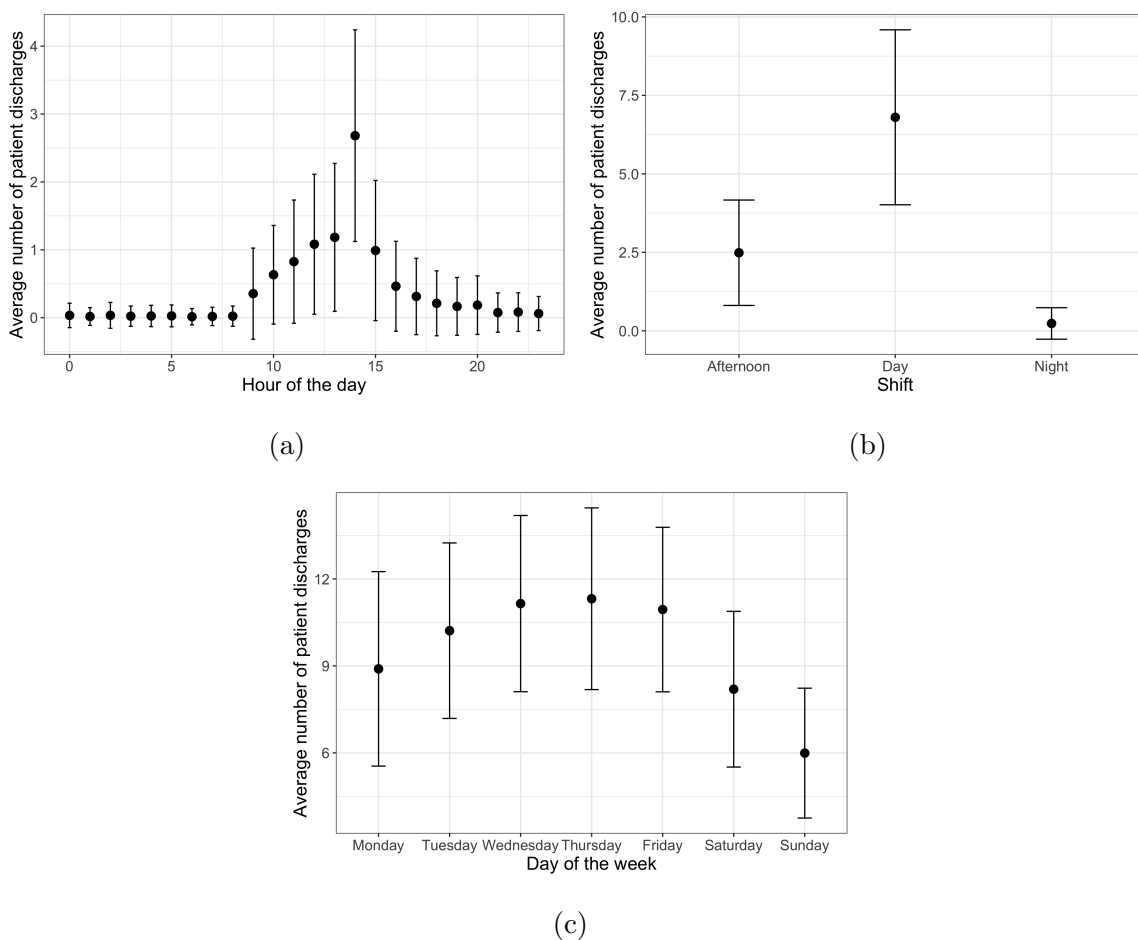 Average number of patient discharges
4
3
2
1
0
0 5 10 15 20
Hour of the day
(a)
Average number of patient discharges
10.0
7.5
5.0
2.5
0.0
Afternoon Day Night
Shift
(b)
Average number of patient discharges
12
9
6
Monday Tuesday Wednesday Thursday Friday Saturday Sunday
Day of the week
(c)